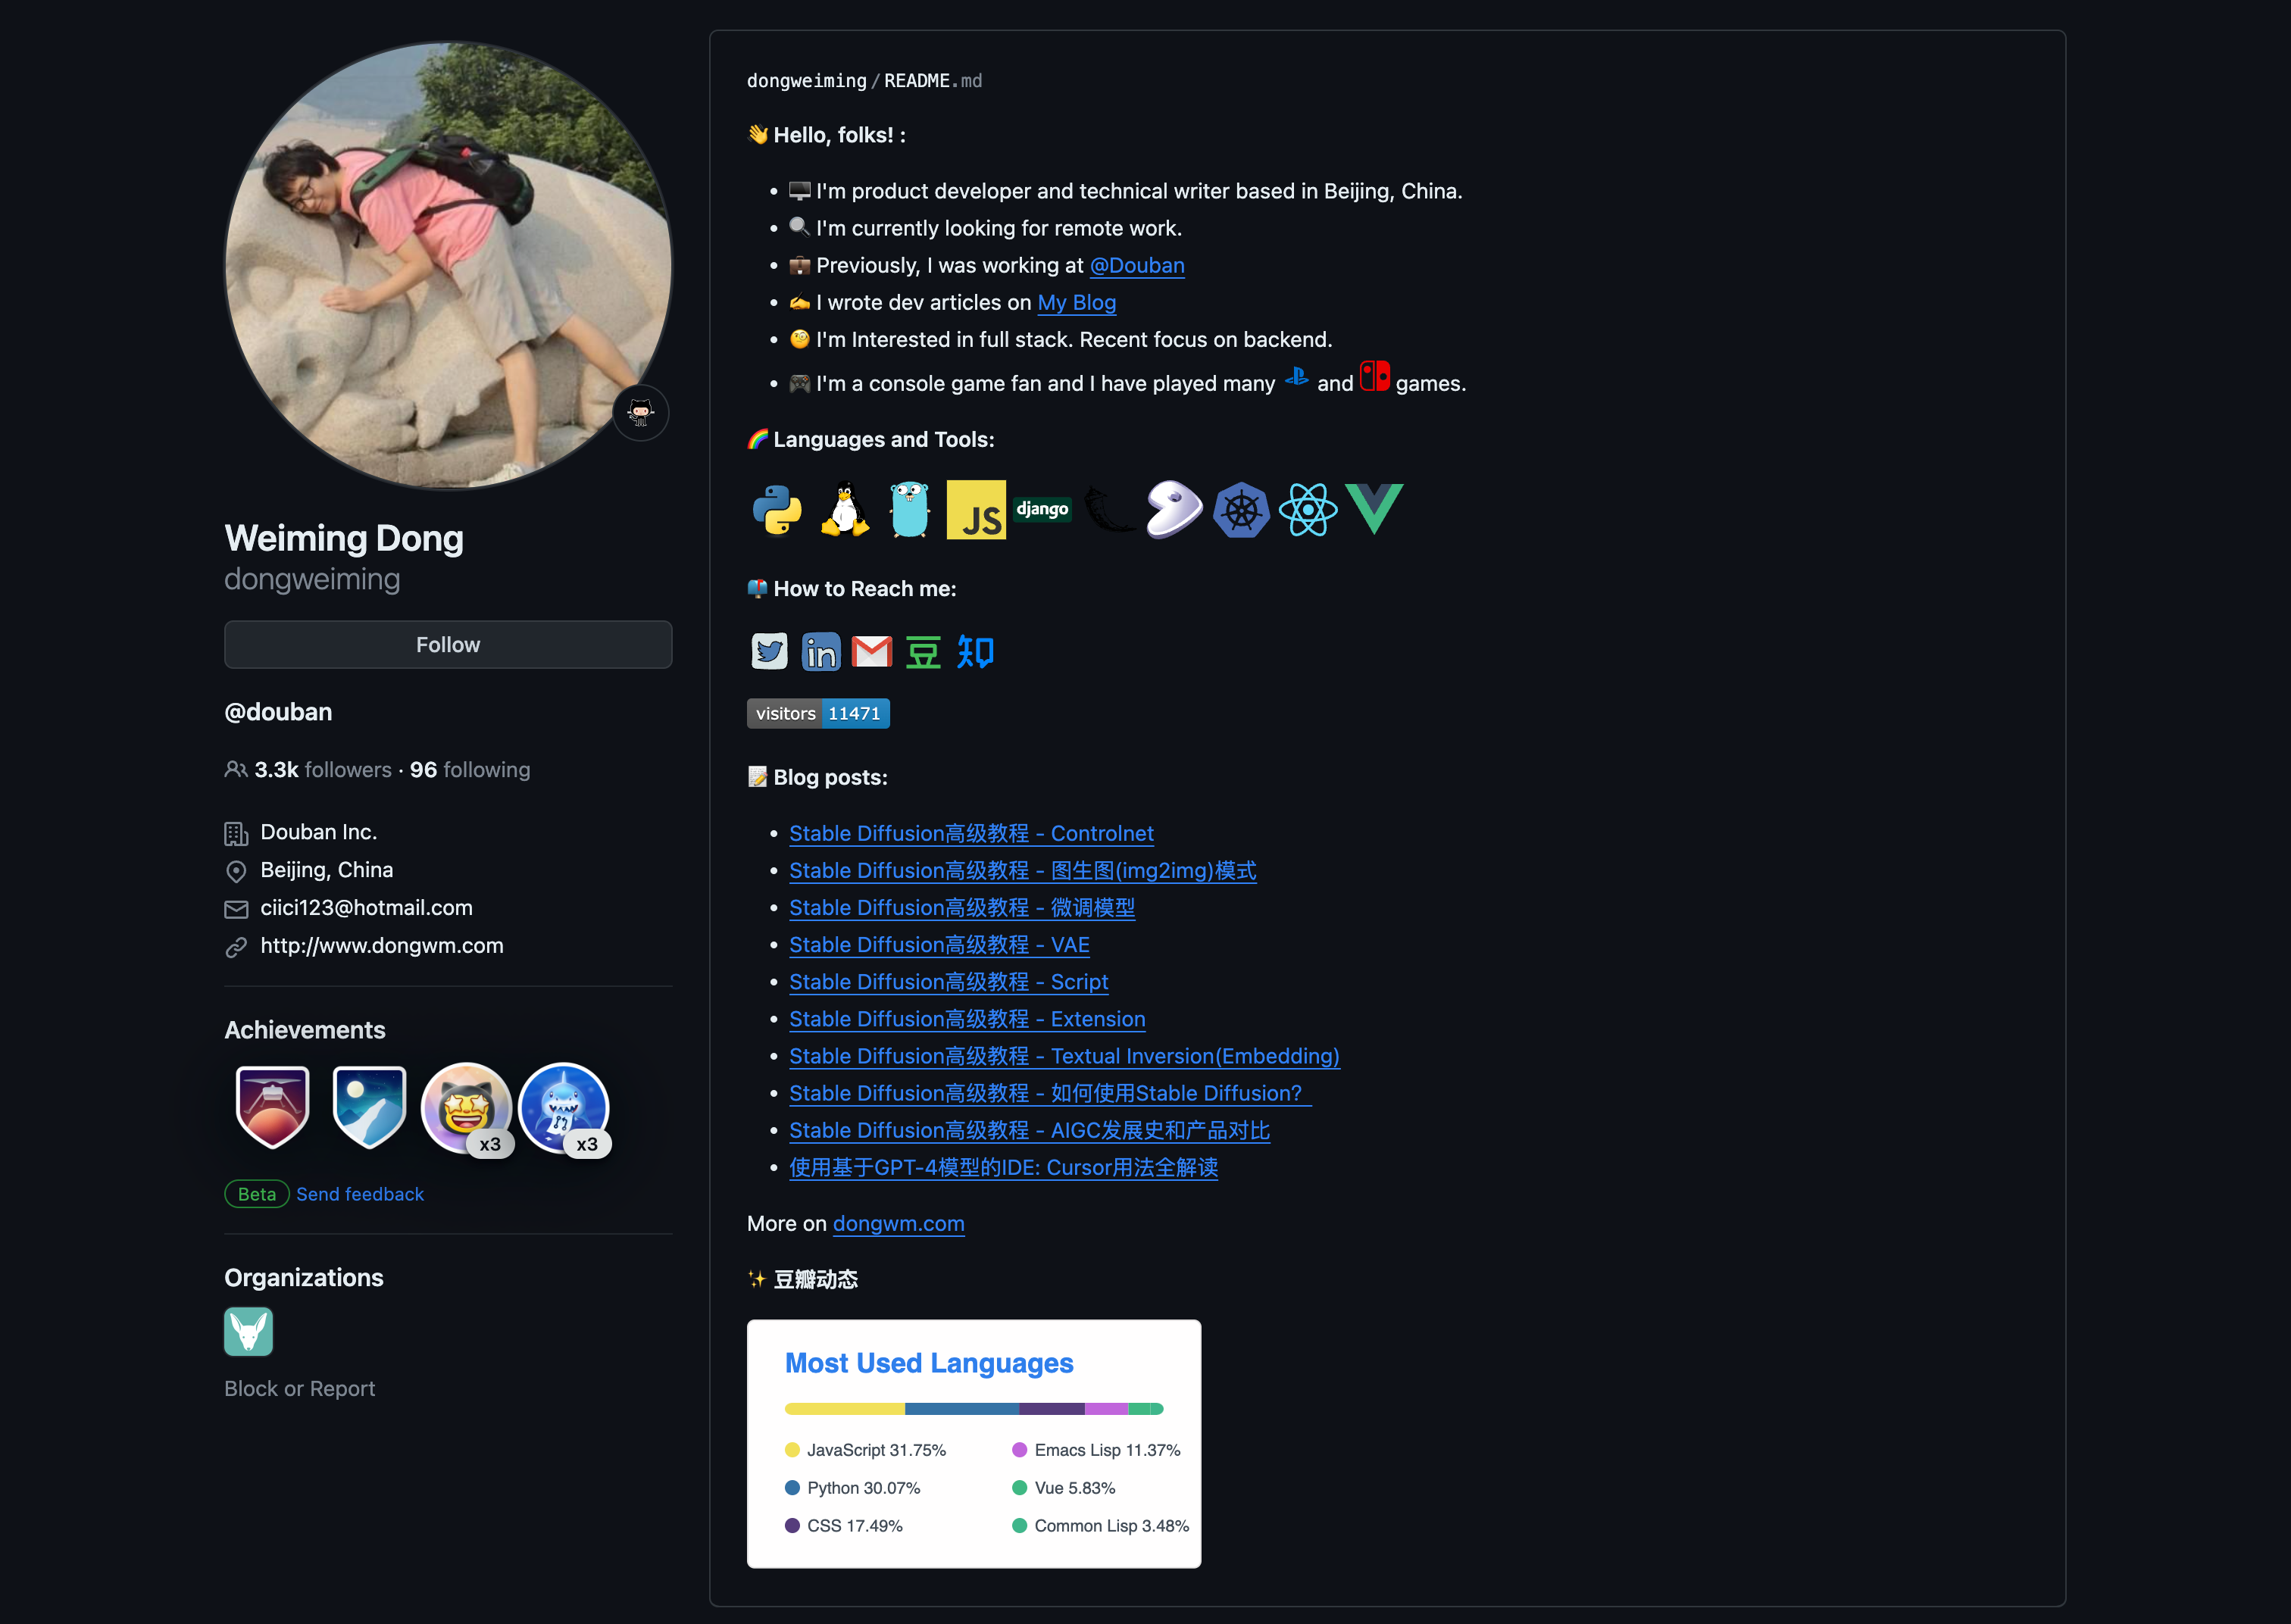 Weiming Dong
dongweiming
Follow
@douban
3.3k followers · 96 following
Douban Inc.
Beijing, China
ciici123@hotmail.com
http://www.dongwm.com
Achievements
x3
x3
Beta Send feedback
Organizations
Block or Report
dongweiming/README.md
👋 Hello, folks! :
• 🖥️ I'm product developer and technical writer based in Beijing, China.
• 🔍 I'm currently looking for remote work.
• 💼 Previously, I was working at @Douban
• ✍️ I wrote dev articles on My Blog
• 🧐 I'm Interested in full stack. Recent focus on backend.
• 🎮 I'm a console game fan and I have played many and games.
🌈 Languages and Tools:
JS django
📫 How to Reach me:
in 豆 知
visitors 11471
📝 Blog posts:
• Stable Diffusion高级教程 - Controlnet
• Stable Diffusion高级教程 - 图生图(img2img)模式
• Stable Diffusion高级教程 - 微调模型
• Stable Diffusion高级教程 - VAE
• Stable Diffusion高级教程 - Script
• Stable Diffusion高级教程 - Extension
• Stable Diffusion高级教程 - Textual Inversion(Embedding)
• Stable Diffusion高级教程 - 如何使用Stable Diffusion？
• Stable Diffusion高级教程 - AIGC发展史和产品对比
• 使用基于GPT-4模型的IDE: Cursor用法全解读
More on dongwm.com
✨ 豆瓣动态
Most Used Languages
JavaScript 31.75%
Python 30.07%
CSS 17.49%
Emacs Lisp 11.37%
Vue 5.83%
Common Lisp 3.48%